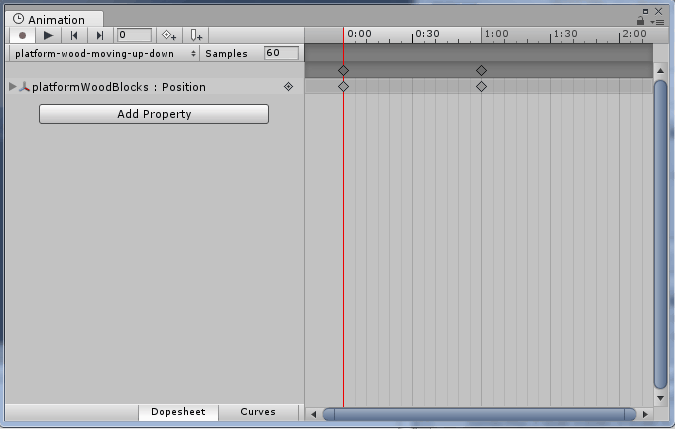 Animation
0
0:00 0:30 1:00 1:30 2:00
platform-wood-moving-up-down Samples 60
platformWoodBlocks : Position
Add Property
Dopesheet Curves